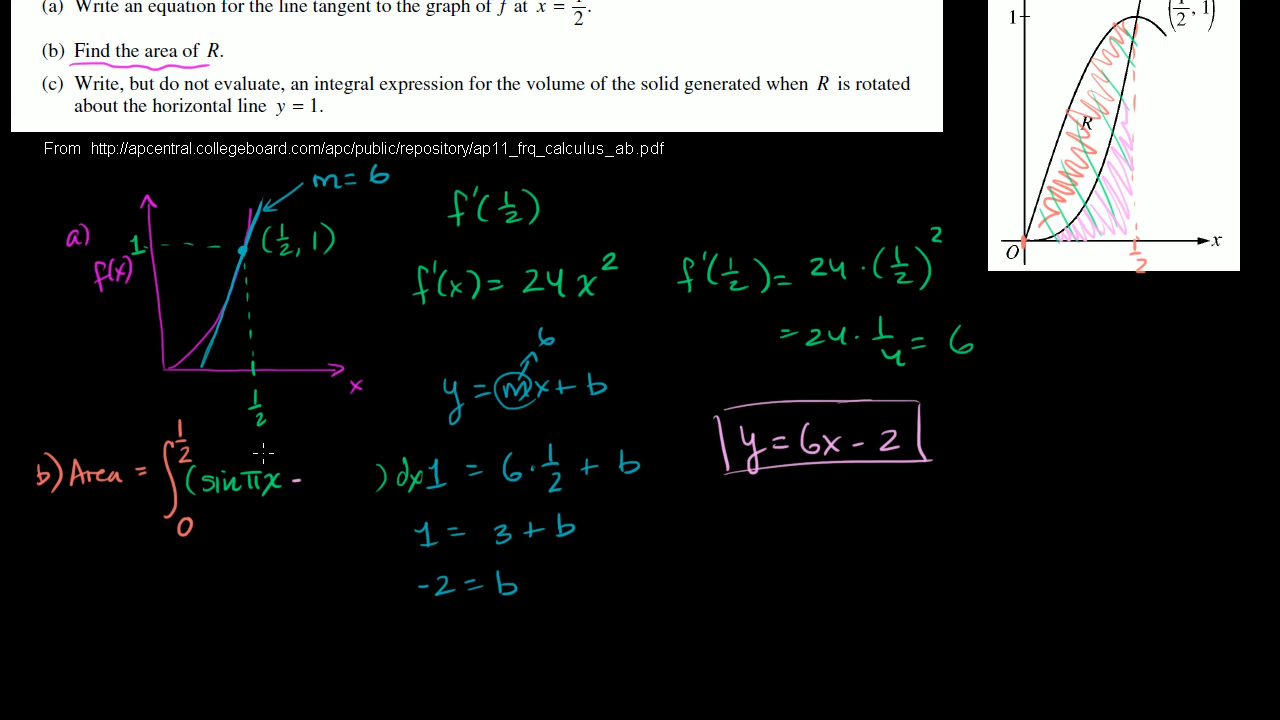 (a) Write an equation for the line tangent to the graph of f at x = 1/2.
(b) Find the area of R.
(c) Write, but do not evaluate, an integral expression for the volume of the solid generated when R is rotated
about the horizontal line y = 1.
From http://apcentral.collegeboard.com/apc/public/repository/ap11_frq_calculus_ab.pdf
1
(1/2, 1)
R
O
x
1/2
a)
f(x)
1
m = 6
(1/2, 1)
x
1/2
f'(1/2)
f'(x) = 24x²
f'(1/2) = 24 · (1/2)²
= 24 · 1/4 = 6
6
y = mx + b
y = 6x - 2
b) Area = ∫₀^(1/2) (sin πx - ) dx
1 = 6 · 1/2 + b
1 = 3 + b
-2 = b